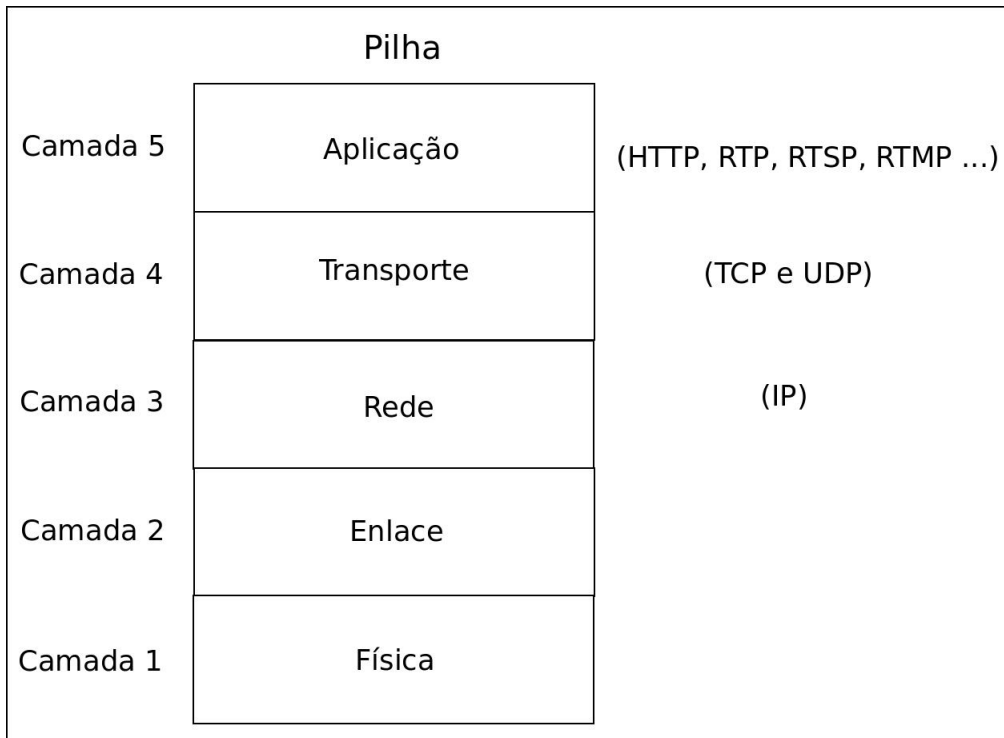 Pilha
Camada 5 Aplicação (HTTP, RTP, RTSP, RTMP ...)
Camada 4 Transporte (TCP e UDP)
Camada 3 Rede (IP)
Camada 2 Enlace
Camada 1 Física